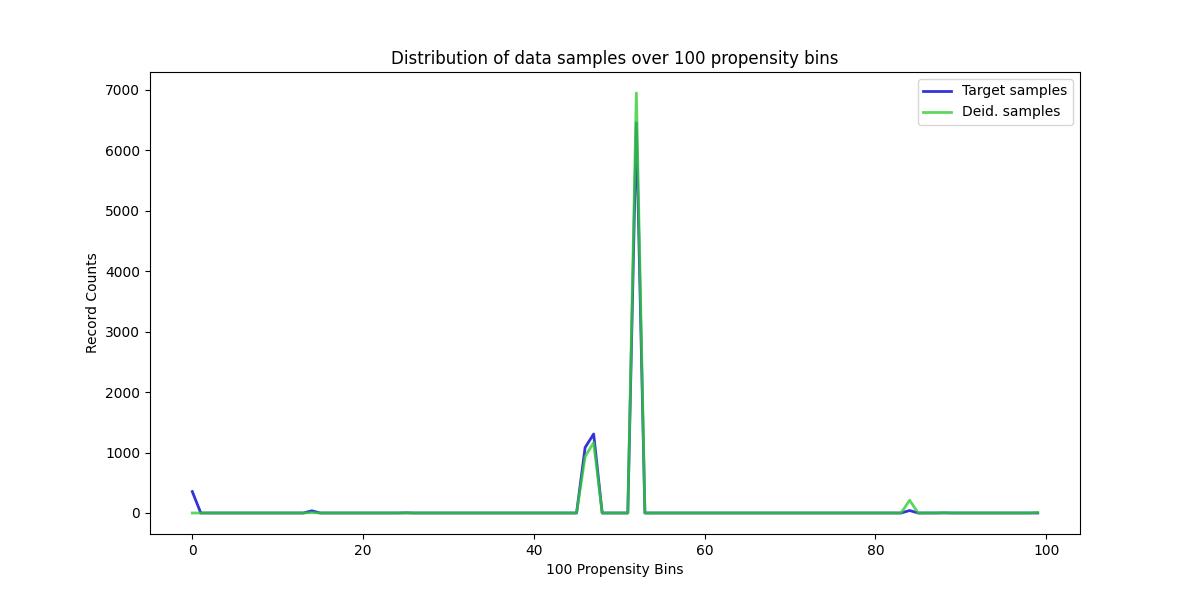 Distribution of data samples over 100 propensity bins
Target samples
Deid. samples
7000
6000
5000
4000
3000
2000
1000
0
Record Counts
0 20 40 60 80 100
100 Propensity Bins